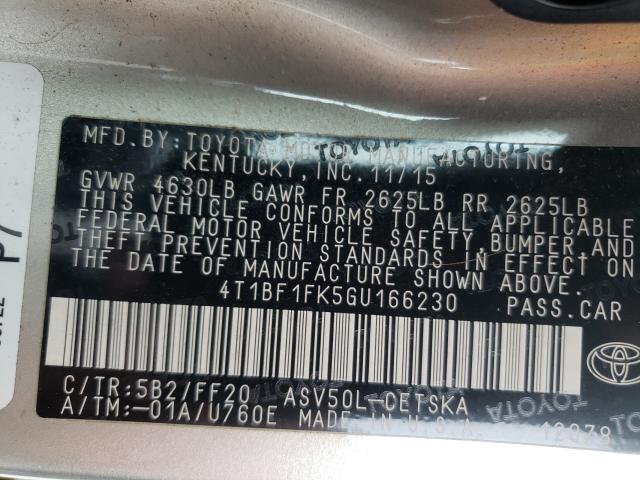 MFD.BY:TOYOTA MOTOR MANUFACTURING,
KENTUCKY,INC.11/15
GVWR 4630LB GAWR FR 2625LB RR 2625LB
THIS VEHICLE CONFORMS TO ALL APPLICABLE
FEDERAL MOTOR VEHICLE SAFETY,BUMPER,AND
THEFT PREVENTION STANDARDS IN EFFECT ON
THE DATE OF MANUFACTURE SHOWN ABOVE.
4T1BF1FK5GU166230 PASS.CAR
C/TR:5B2/FF20 ASV50L-CETSKA
A/TM:-01A/U760E MADE IN U.S.A.
TOYOTA